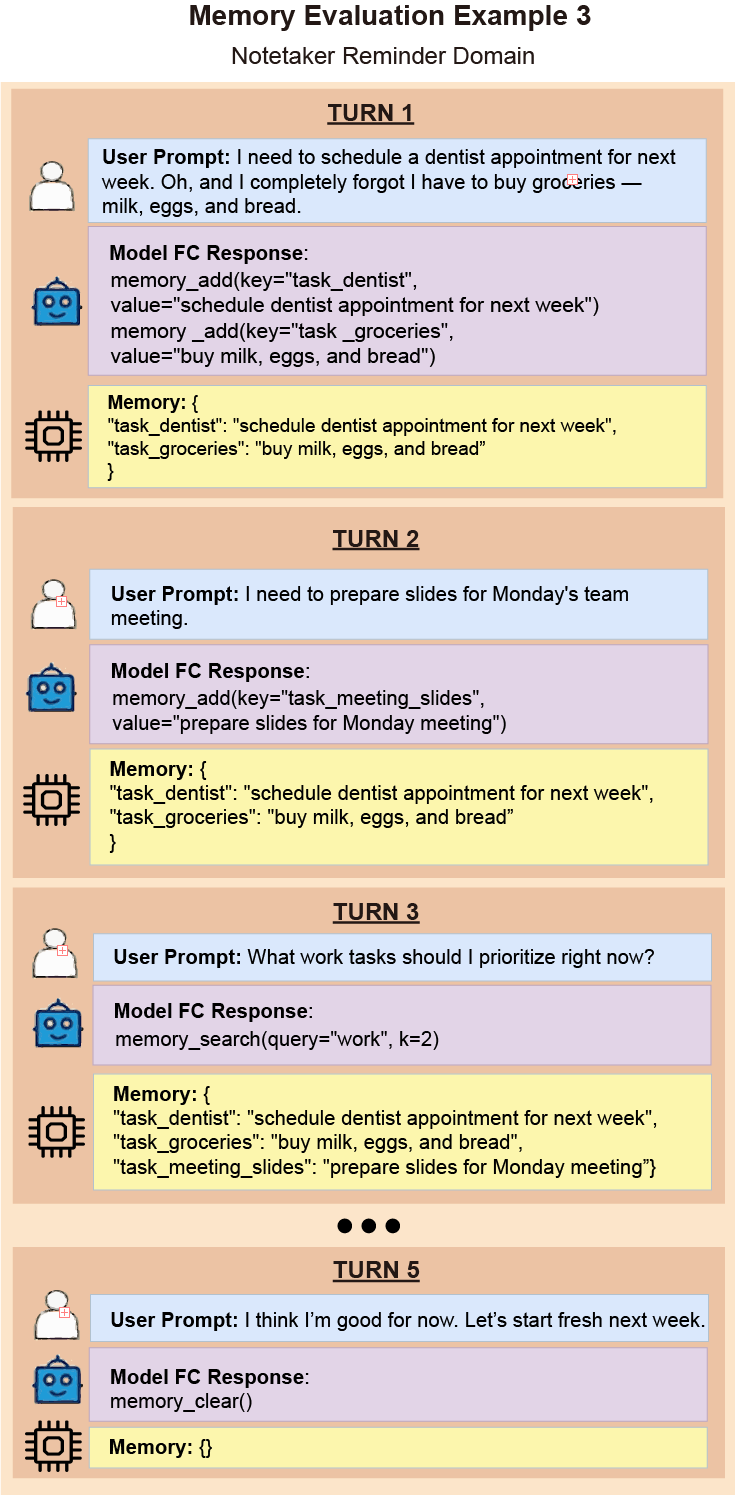 Memory Evaluation Example 3
Notetaker Reminder Domain
TURN 1
User Prompt: I need to schedule a dentist appointment for next
week. Oh, and I completely forgot I have to buy groceries —
milk, eggs, and bread.
Model FC Response:
memory_add(key="task_dentist",
value="schedule dentist appointment for next week")
memory _add(key="task _groceries",
value="buy milk, eggs, and bread")
Memory: {
"task_dentist": "schedule dentist appointment for next week",
"task_groceries": "buy milk, eggs, and bread”
}
TURN 2
User Prompt: I need to prepare slides for Monday's team
meeting.
Model FC Response:
memory_add(key="task_meeting_slides",
value="prepare slides for Monday meeting")
Memory: {
"task_dentist": "schedule dentist appointment for next week",
"task_groceries": "buy milk, eggs, and bread”
}
TURN 3
User Prompt: What work tasks should I prioritize right now?
Model FC Response:
memory_search(query="work", k=2)
Memory: {
"task_dentist": "schedule dentist appointment for next week",
"task_groceries": "buy milk, eggs, and bread",
"task_meeting_slides": "prepare slides for Monday meeting”}
TURN 5
User Prompt: I think I’m good for now. Let’s start fresh next week.
Model FC Response:
memory_clear()
Memory: {}